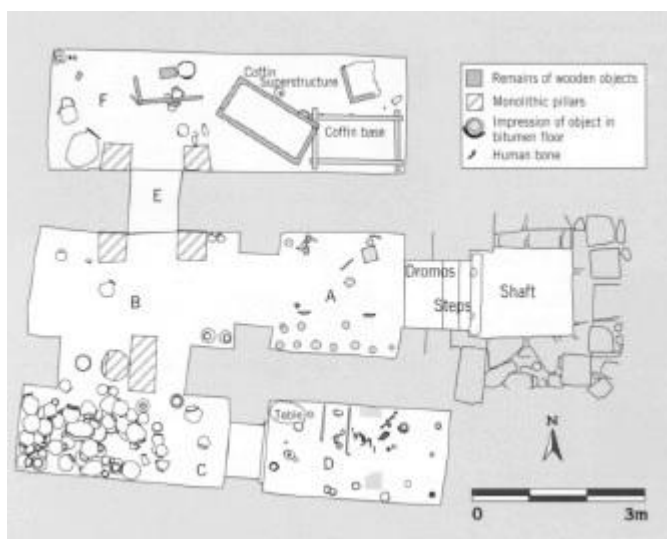 Coffin
Superstructure
F
Coffin base
Remains of wooden objects
Monolithic pillars
Impression of object in
bitumen floor
Human bone
E
Dromos
A
B
Steps
Shaft
Table
C
D
N
0
3m